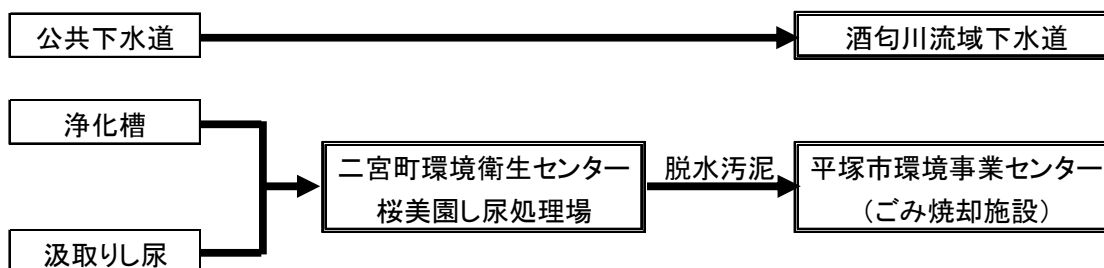 公共下水道
酒匂川流域下水道
浄化槽
二宮町環境衛生センター
桜美園し尿処理場
脱水汚泥
平塚市環境事業センター
（ごみ焼却施設）
汲取りし尿